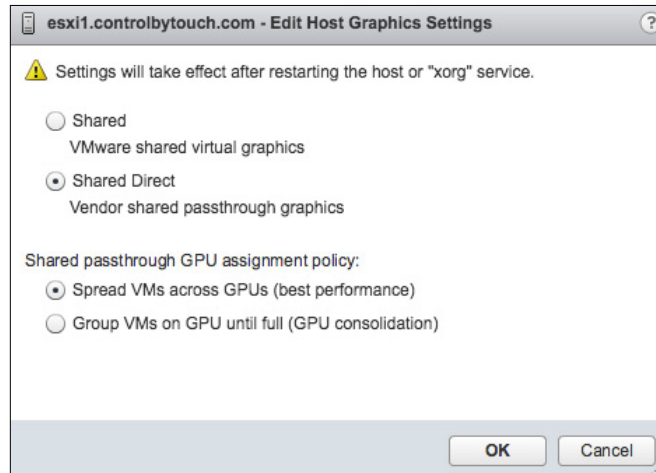 esxi1.controlbytouch.com - Edit Host Graphics Settings
?
Settings will take effect after restarting the host or "xorg" service.
Shared
VMware shared virtual graphics
Shared Direct
Vendor shared passthrough graphics
Shared passthrough GPU assignment policy:
Spread VMs across GPUs (best performance)
Group VMs on GPU until full (GPU consolidation)
OK Cancel